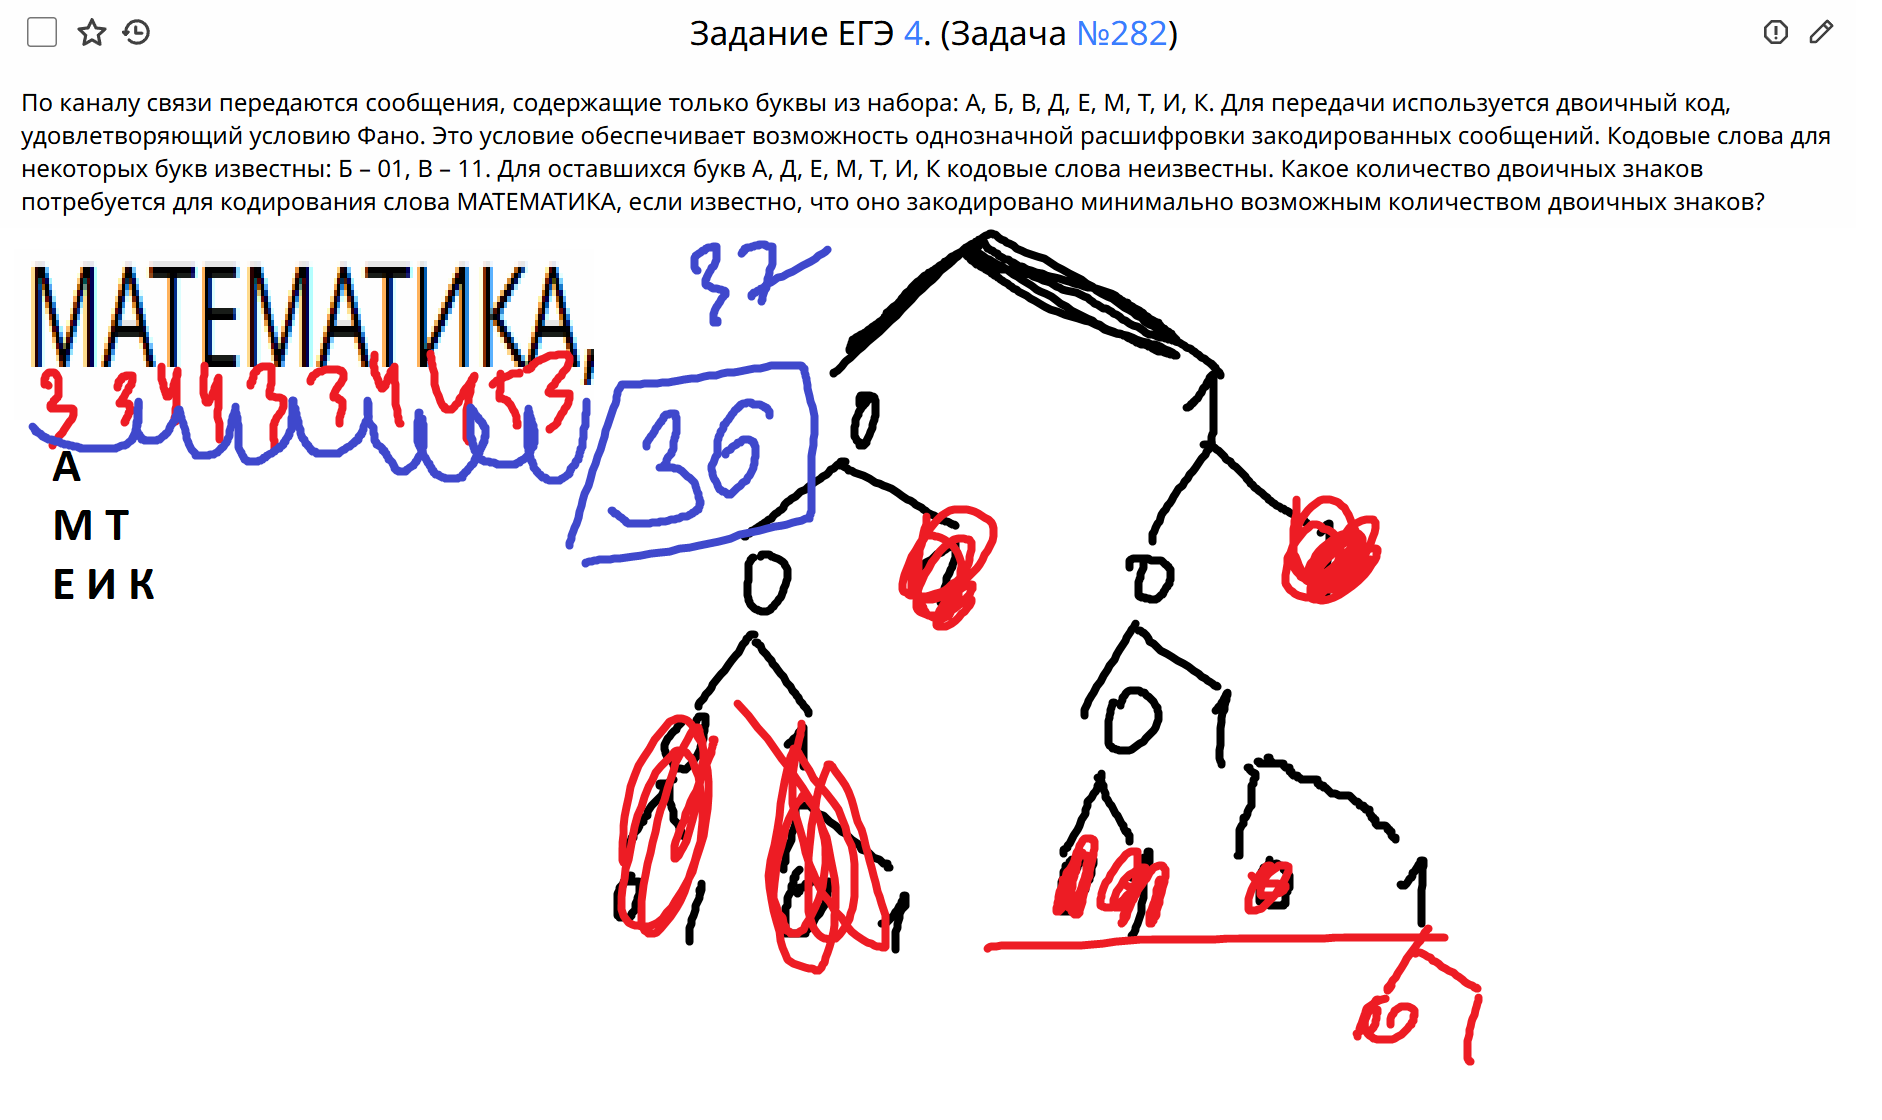 Задание ЕГЭ 4. (Задача №282)
По каналу связи передаются сообщения, содержащие только буквы из набора: А, Б, В, Д, Е, М, Т, И, К. Для передачи используется двоичный код,
удовлетворяющий условию Фано. Это условие обеспечивает возможность однозначной расшифровки закодированных сообщений. Кодовые слова для
некоторых букв известны: Б – 01, В – 11. Для оставшихся букв А, Д, Е, М, Т, И, К кодовые слова неизвестны. Какое количество двоичных знаков
потребуется для кодирования слова МАТЕМАТИКА, если известно, что оно закодировано минимально возможным количеством двоичных знаков?
МАТЕМАТИКА,
3 3 4 4 3 3 4 4 5 3
37
36
А
М Т
Е И К
0 1
0 0
0 1
1
1 1
1